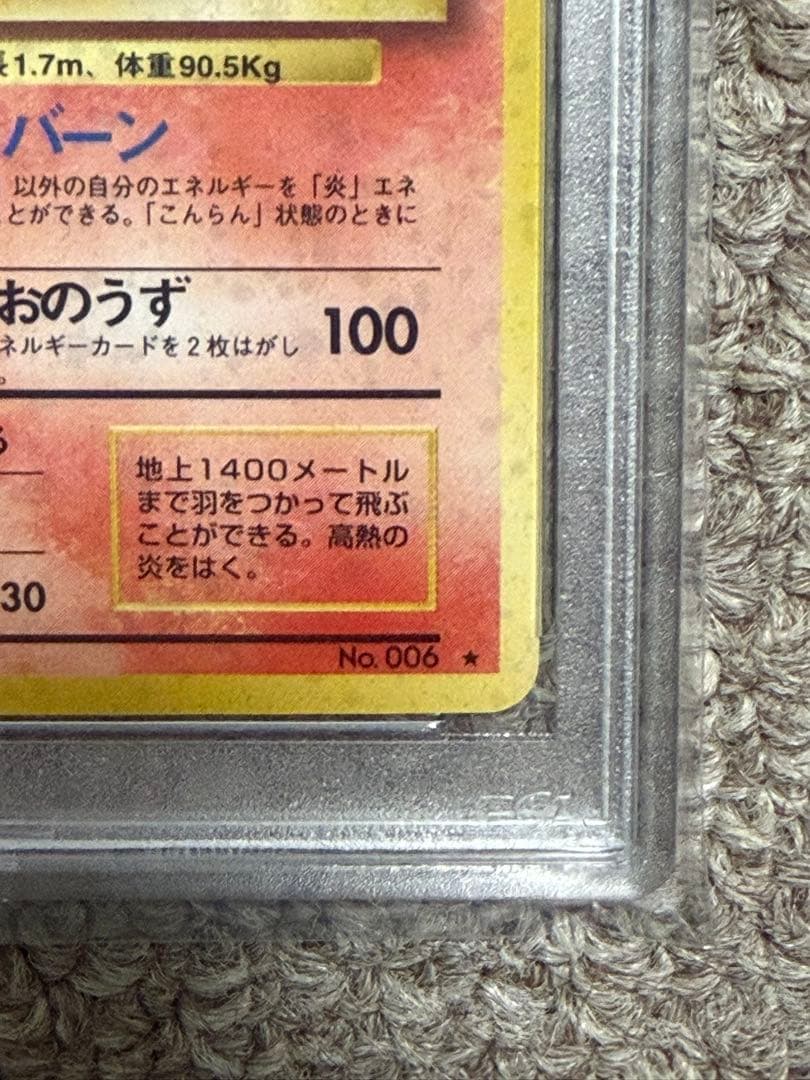 長1.7m、体重90.5Kg
バーン
以外の自分のエネルギーを「炎」エネ
とができる。「こんらん」状態のときに
おのうず 100
ネルギーカードを2枚はがし
。
地上1400メートル
まで羽をつかって飛ぶ
ことができる。高熱の
炎をはく。
30
No. 006 ★